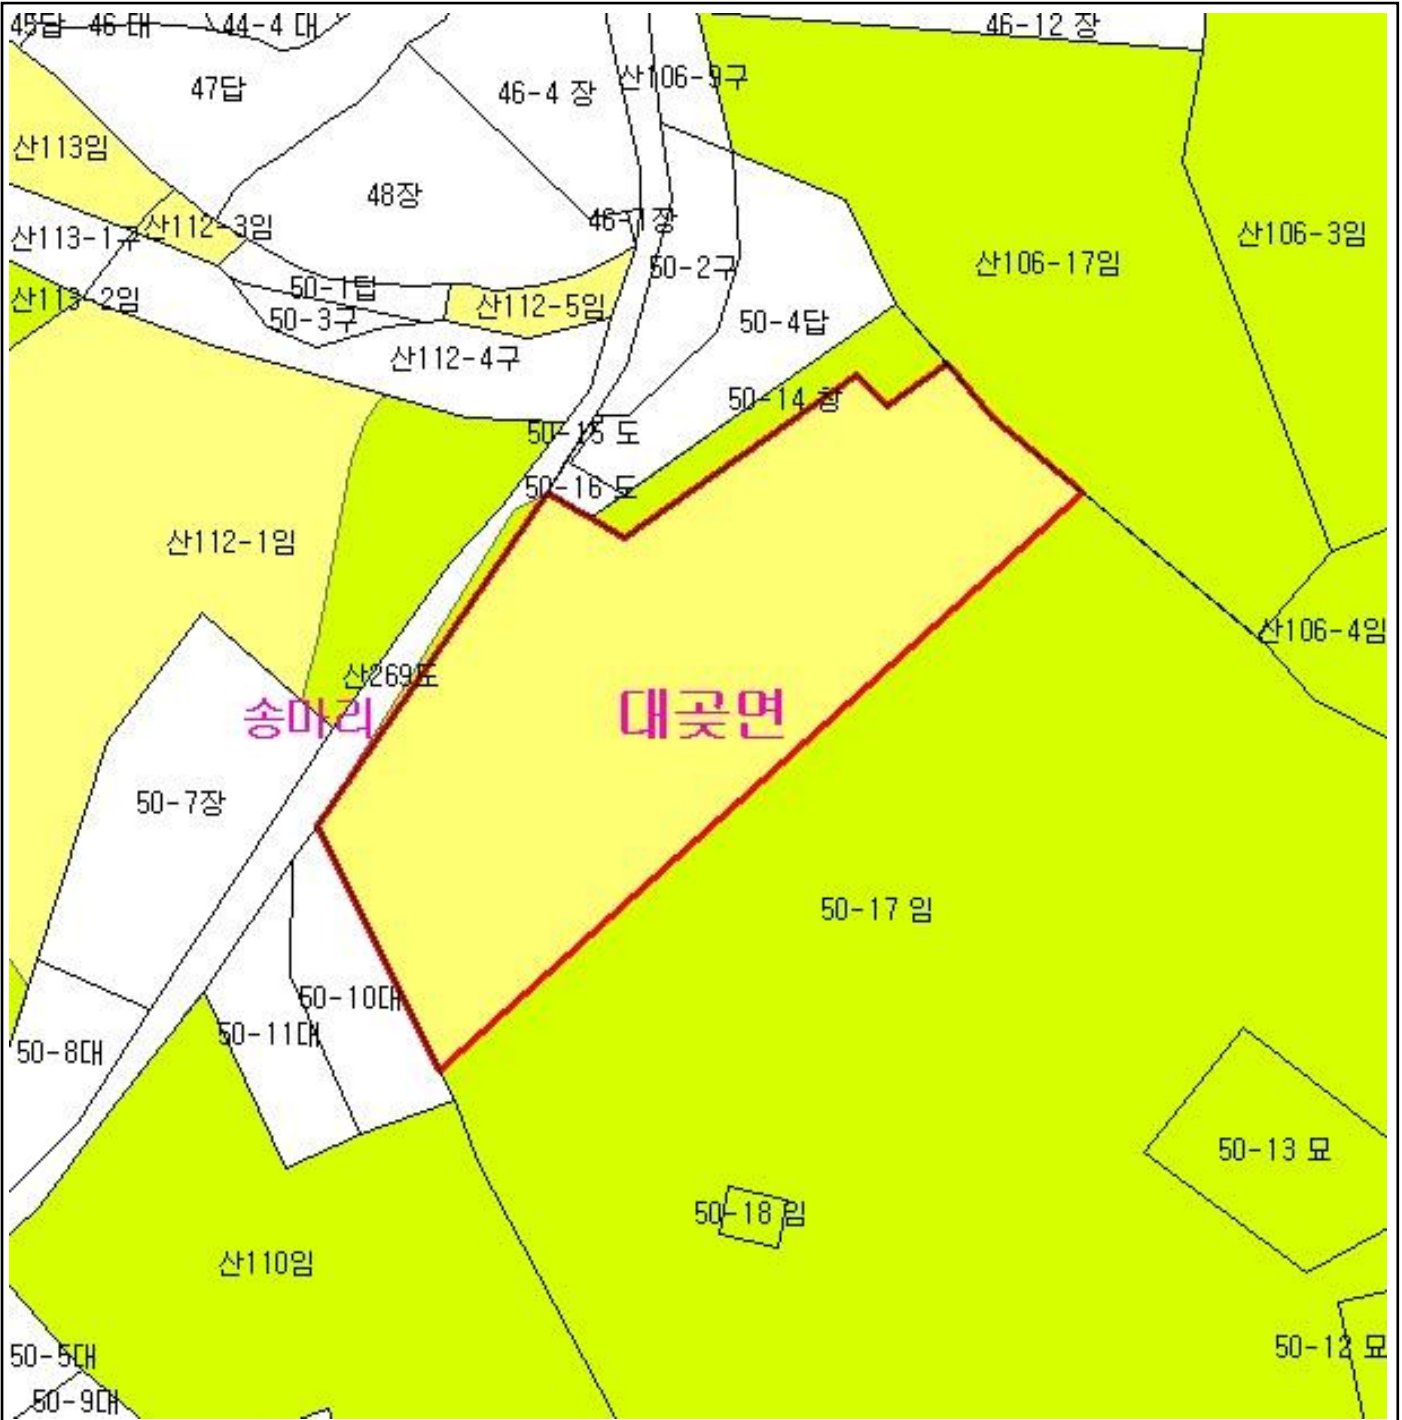 45답 46대 44-4 대 46-12 장
산106-9구
47답 46-4 장
산113임
48장
산112-3임 46-1장
산113-1구 산106-3임
50-2구 산106-17임
50-1답
산113-2임 산112-5임
50-3구 50-4답
산112-4구
50-14 창
50-15 도
50-16 도
산112-1임
산106-4임
산269도
송마리 대곶면
50-7장
50-17 임
50-10대
50-11대
50-8대
50-13 묘
50-18 임
산110임
50-12 묘
50-5대
50-9대